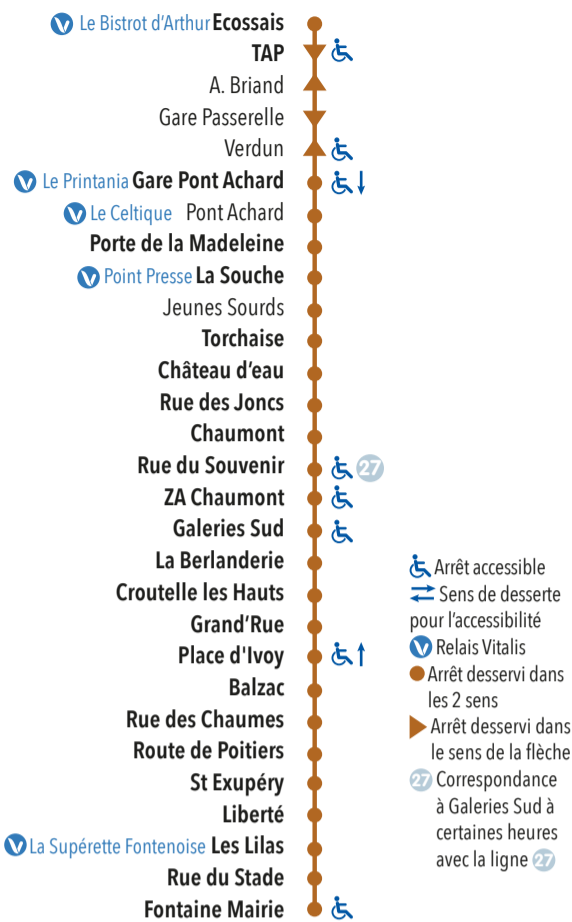 Le Bistrot d'Arthur Ecossais
TAP
A. Briand
Gare Passerelle
Verdun
Le Printania Gare Pont Achard
Le Celtique Pont Achard
Porte de la Madeleine
Point Presse La Souche
Jeunes Sourds
Torchaise
Château d'eau
Rue des Joncs
Chaumont
Rue du Souvenir 27
ZA Chaumont
Galeries Sud
La Berlanderie
Croutelle les Hauts
Grand'Rue
Place d'Ivoy
Balzac
Rue des Chaumes
Route de Poitiers
St Exupéry
Liberté
La Supérette Fontenoise Les Lilas
Rue du Stade
Fontaine Mairie
Arrêt accessible
Sens de desserte
pour l'accessibilité
Relais Vitalis
Arrêt desservi dans
les 2 sens
Arrêt desservi dans
le sens de la flèche
27 Correspondance
à Galeries Sud à
certaines heures
avec la ligne 27